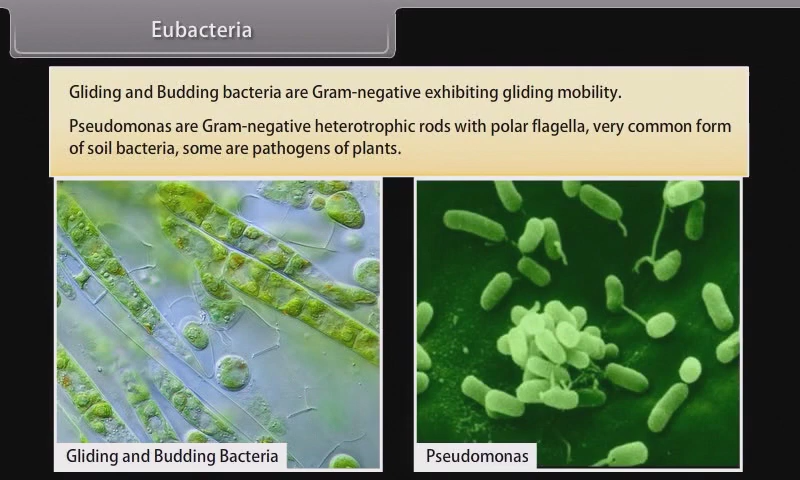 Eubacteria
Gliding and Budding bacteria are Gram-negative exhibiting gliding mobility.
Pseudomonas are Gram-negative heterotrophic rods with polar flagella, very common form
of soil bacteria, some are pathogens of plants.
Gliding and Budding Bacteria
Pseudomonas